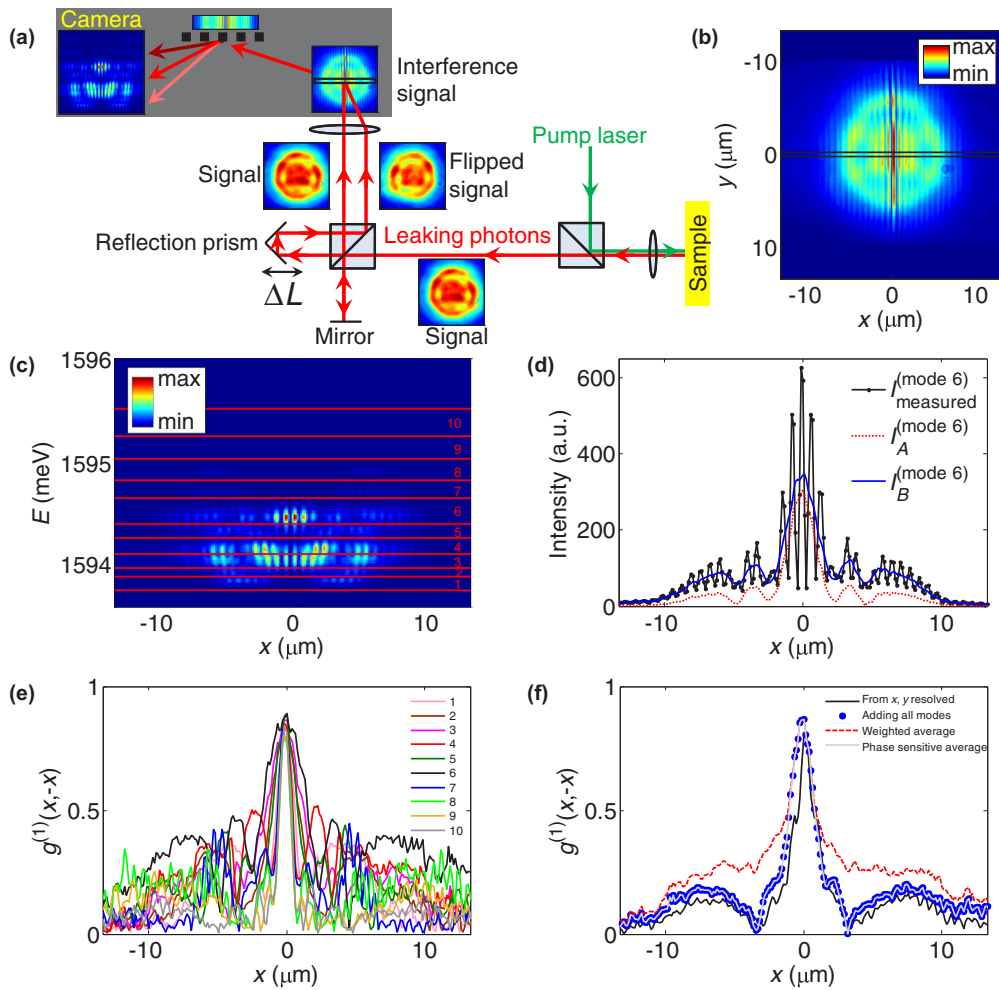 (a)
Camera
Interference
signal
Signal
Flipped
signal
Pump laser
Reflection prism
Leaking photons
ΔL
Sample
Mirror
Signal
(b)
max
min
-10
0
10
y (μm)
-10
0
10
x (μm)
(c)
1596
1595
1594
E (meV)
max
min
10
9
8
7
6
5
4
3
2
1
-10
0
10
x (μm)
(d)
600
400
200
0
Intensity (a.u.)
I measured (mode 6)
I A (mode 6)
I B (mode 6)
-10
0
10
x (μm)
(e)
1
0.5
0
g(1)(x,-x)
1
2
3
4
5
6
7
8
9
10
-10
0
10
x (μm)
(f)
1
0.5
0
g(1)(x,-x)
From x, y resolved
Adding all modes
Weighted average
Phase sensitive average
-10
0
10
x (μm)